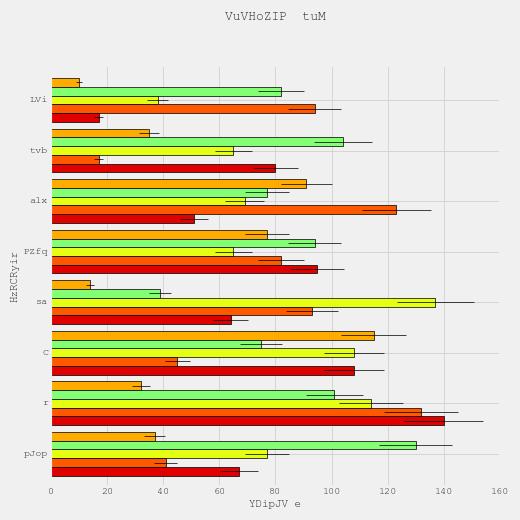 VuVHoZIP tuM
LVi
tvb
alx
PZfq
sa
C
r
pJop
HzRCRyir
0 20 40 60 80 100 120 140 160
YDipJV e